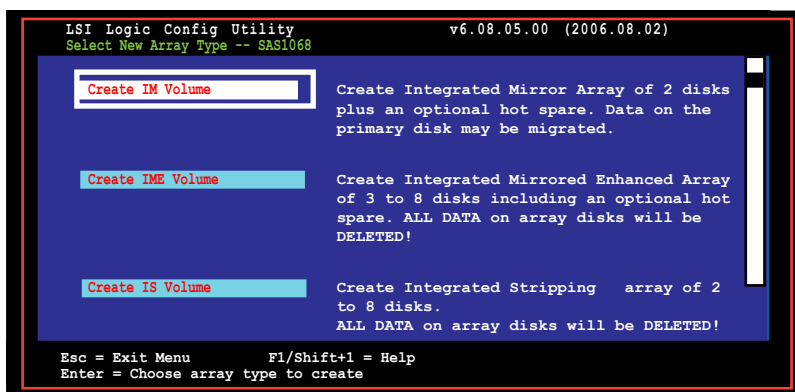 LSI Logic Config Utility v6.08.05.00 (2006.08.02)
Select New Array Type -- SAS1068
Create IM Volume
Create Integrated Mirror Array of 2 disks
plus an optional hot spare. Data on the
primary disk may be migrated.
Create IME Volume
Create Integrated Mirrored Enhanced Array
of 3 to 8 disks including an optional hot
spare. ALL DATA on array disks will be
DELETED!
Create IS Volume
Create Integrated Stripping array of 2
to 8 disks.
ALL DATA on array disks will be DELETED!
Esc = Exit Menu F1/Shift+1 = Help
Enter = Choose array type to create